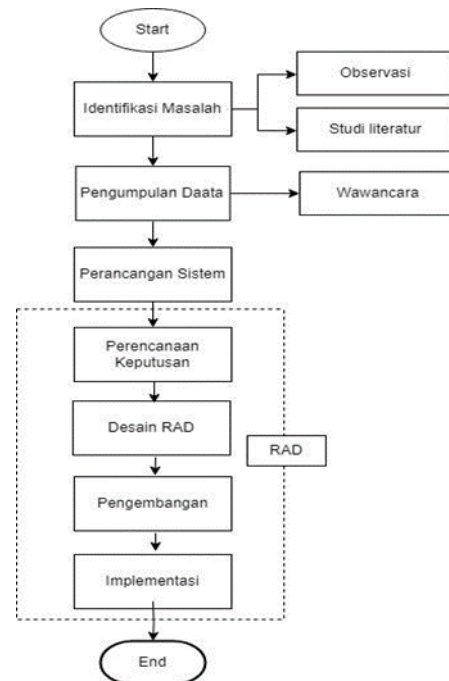 Start
Identifikasi Masalah
Observasi
Studi literatur
Pengumpulan Daata
Wawancara
Perancangan Sistem
Perencanaan
Keputusan
Desain RAD
RAD
Pengembangan
Implementasi
End